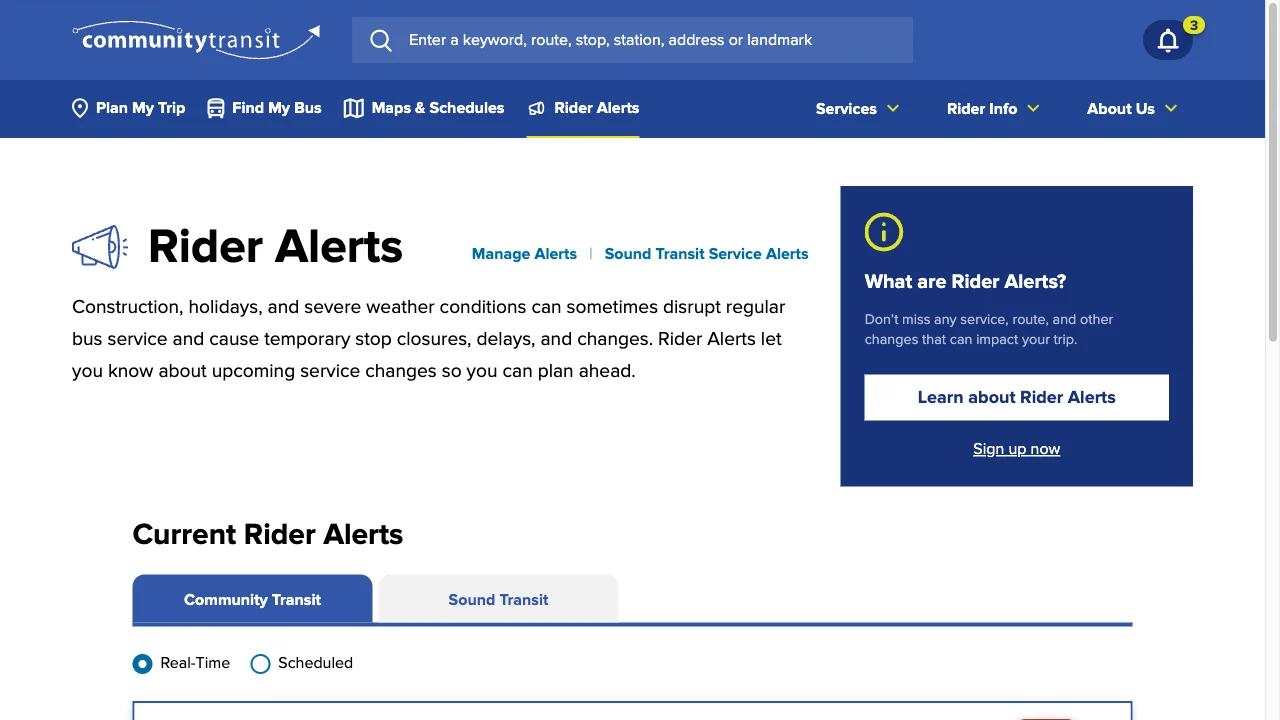 communitytransit
Enter a keyword, route, stop, station, address or landmark
3
Plan My Trip
Find My Bus
Maps & Schedules
Rider Alerts
Services
Rider Info
About Us
Rider Alerts
Manage Alerts | Sound Transit Service Alerts
Construction, holidays, and severe weather conditions can sometimes disrupt regular
bus service and cause temporary stop closures, delays, and changes. Rider Alerts let
you know about upcoming service changes so you can plan ahead.
What are Rider Alerts?
Don't miss any service, route, and other
changes that can impact your trip.
Learn about Rider Alerts
Sign up now
Current Rider Alerts
Community Transit
Sound Transit
Real-Time
Scheduled